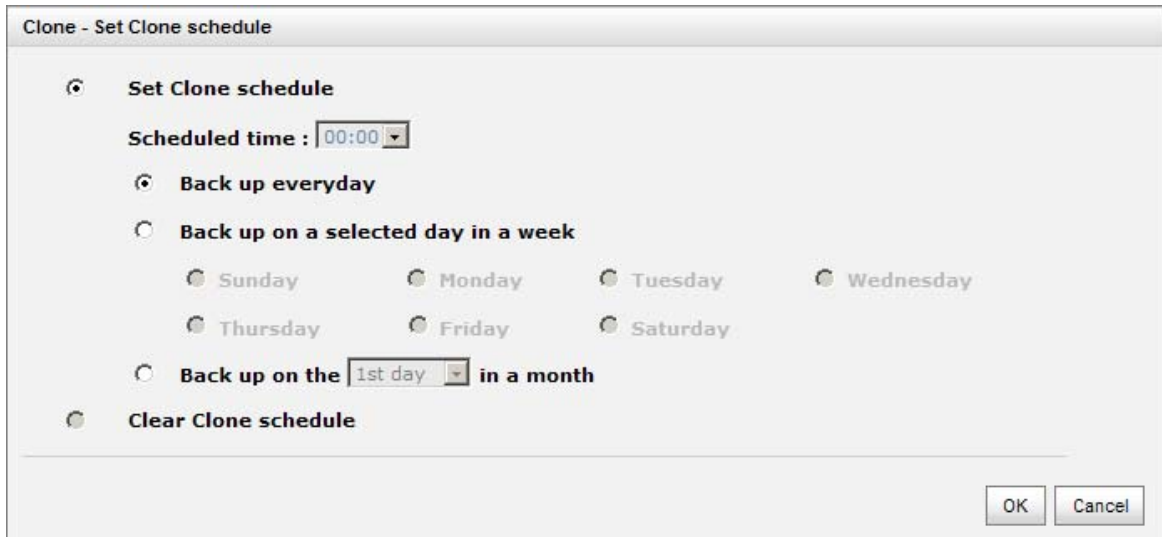 Clone - Set Clone schedule
Set Clone schedule
Scheduled time : 00:00
Back up everyday
Back up on a selected day in a week
Sunday Monday Tuesday Wednesday
Thursday Friday Saturday
Back up on the 1st day in a month
Clear Clone schedule
OK Cancel